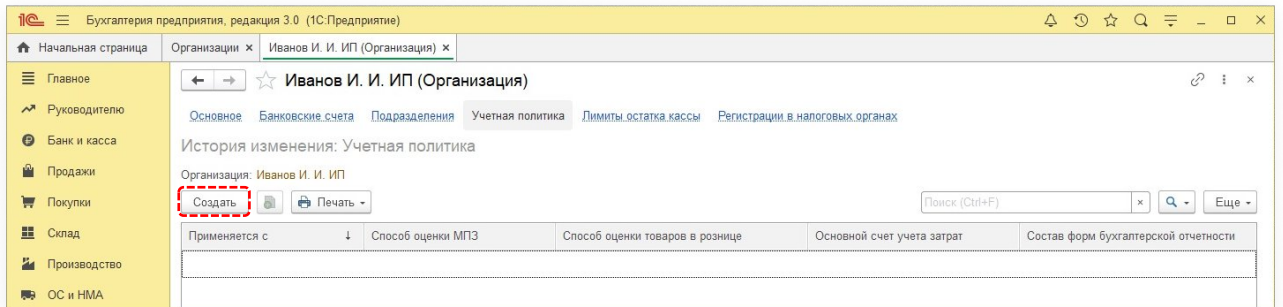 1С Бухгалтерия предприятия, редакция 3.0 (1С:Предприятие)
Начальная страница Организации × Иванов И. И. ИП (Организация) ×
Главное
Руководителю
Банк и касса
Продажи
Покупки
Склад
Производство
ОС и НМА
Иванов И. И. ИП (Организация)
Основное Банковские счета Подразделения Учетная политика Лимиты остатка кассы Регистрации в налоговых органах
История изменения: Учетная политика
Организация: Иванов И. И. ИП
Создать Печать Поиск (Ctrl+F) × Еще
Применяется с ↓ Способ оценки МПЗ Способ оценки товаров в рознице Основной счет учета затрат Состав форм бухгалтерской отчетности